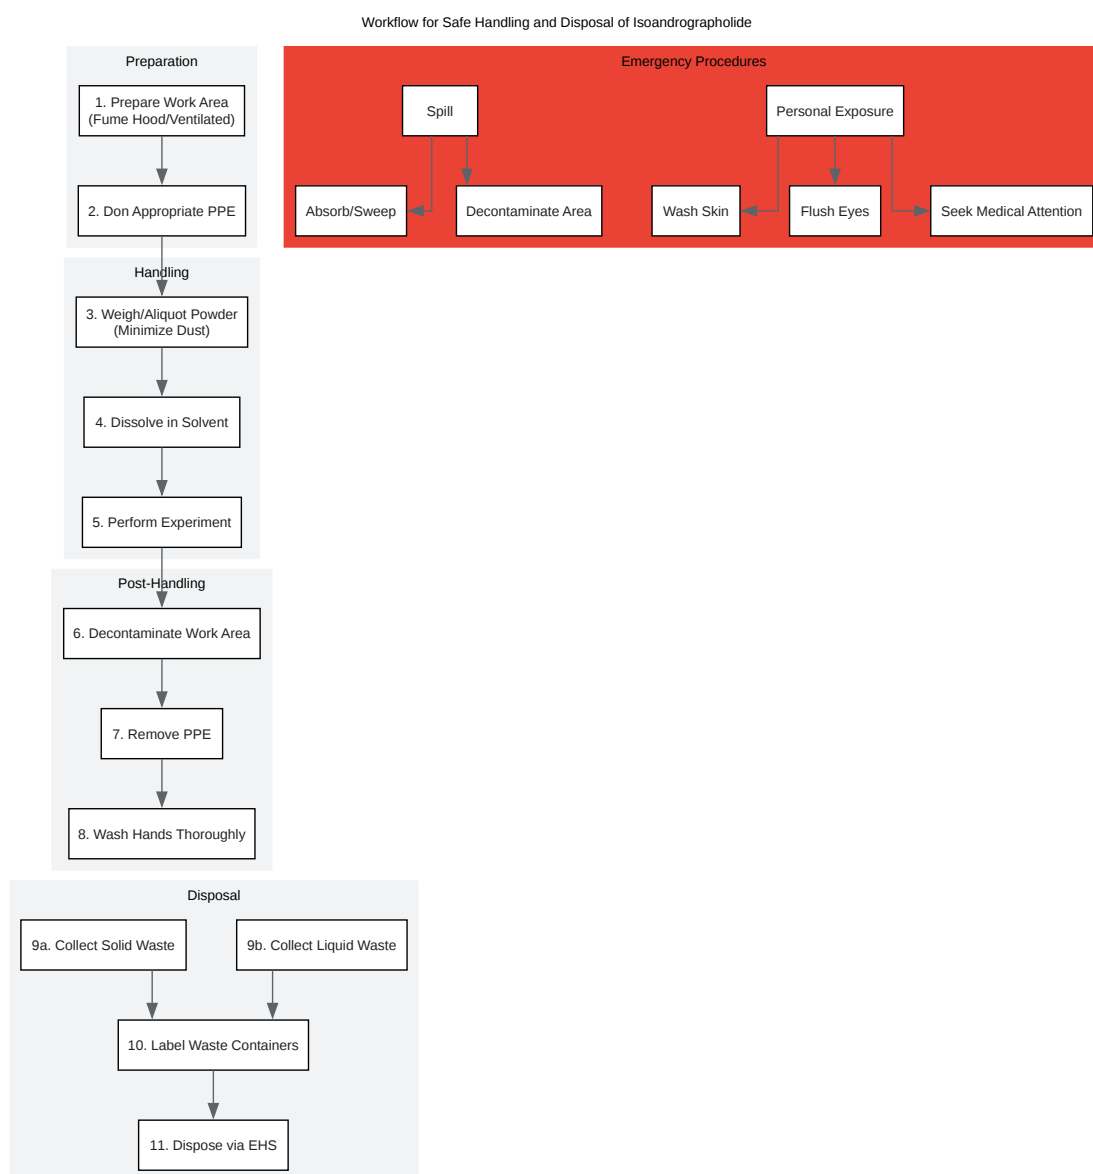 Workflow for Safe Handling and Disposal of Isoandrographolide
Preparation
1. Prepare Work Area
(Fume Hood/Ventilated)
2. Don Appropriate PPE
Emergency Procedures
Spill
Personal Exposure
Absorb/Sweep
Decontaminate Area
Wash Skin
Flush Eyes
Seek Medical Attention
Handling
3. Weigh/Aliquot Powder
(Minimize Dust)
4. Dissolve in Solvent
5. Perform Experiment
Post-Handling
6. Decontaminate Work Area
7. Remove PPE
8. Wash Hands Thoroughly
Disposal
9a. Collect Solid Waste
9b. Collect Liquid Waste
10. Label Waste Containers
11. Dispose via EHS